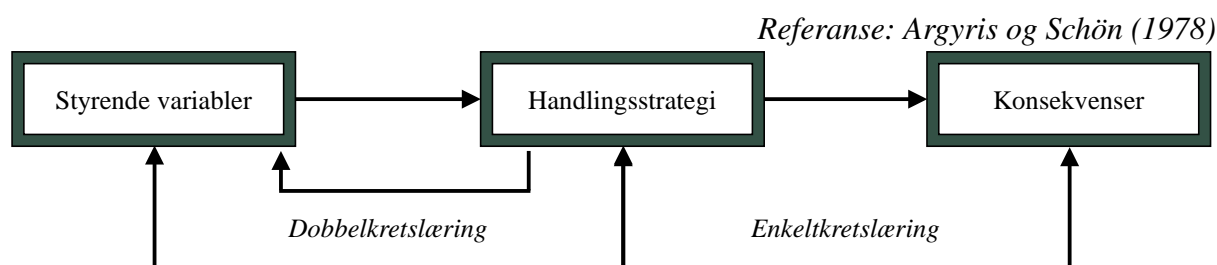 Referanse: Argyris og Schön (1978)
Styrende variabler
Handlingsstrategi
Konsekvenser
Dobbelkretslæring
Enkeltkretslæring